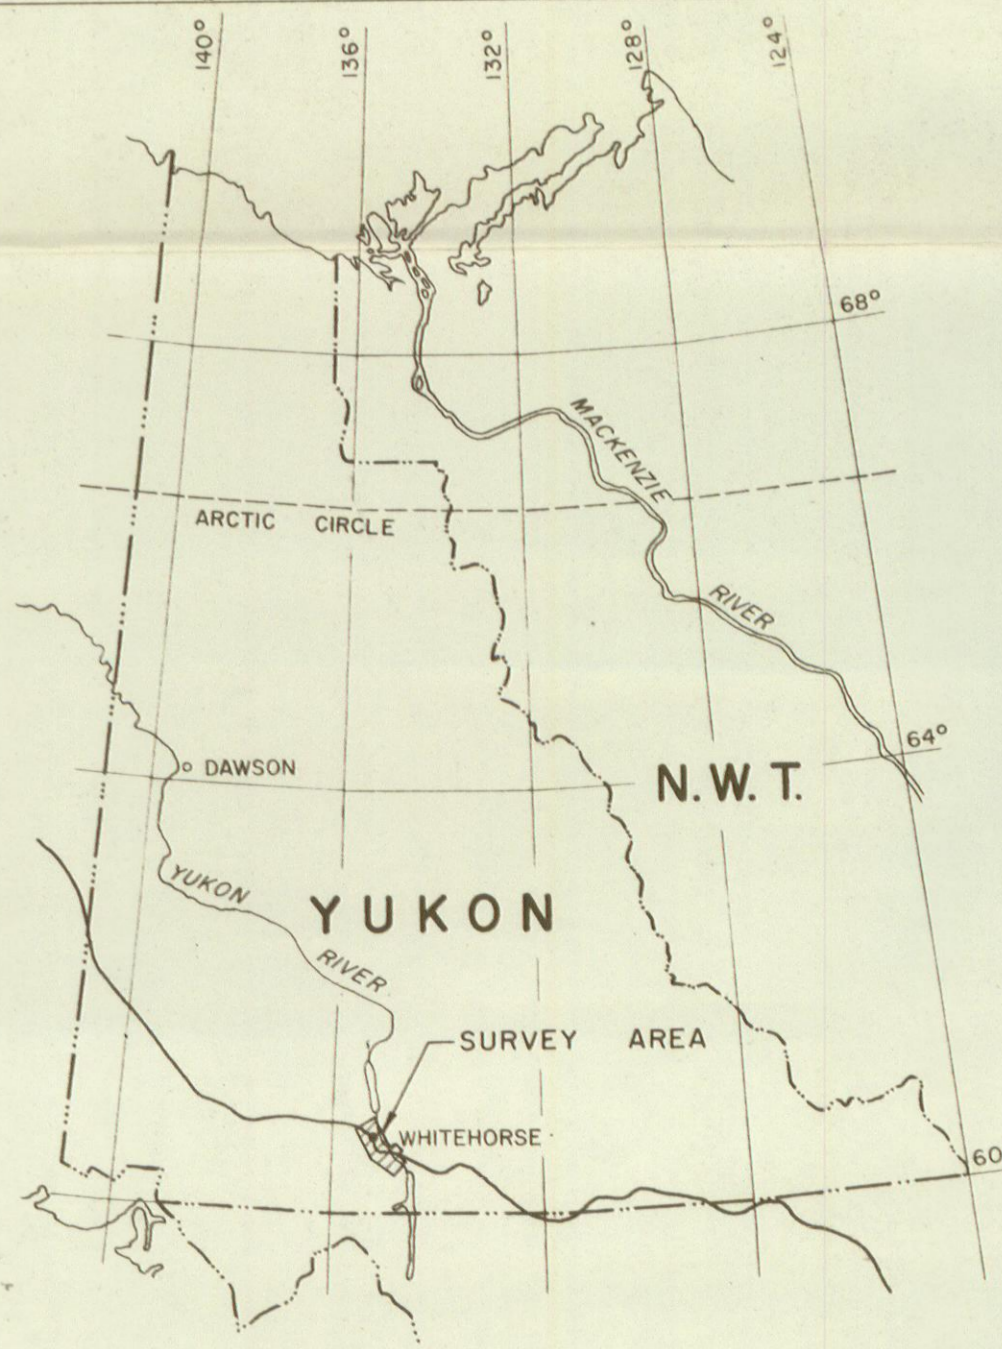 140°
136°
132°
128°
124°
68°
MACKENZIE
ARCTIC CIRCLE
RIVER
64°
DAWSON
N.W.T.
YUKON
YUKON
RIVER
SURVEY AREA
WHITEHORSE
60